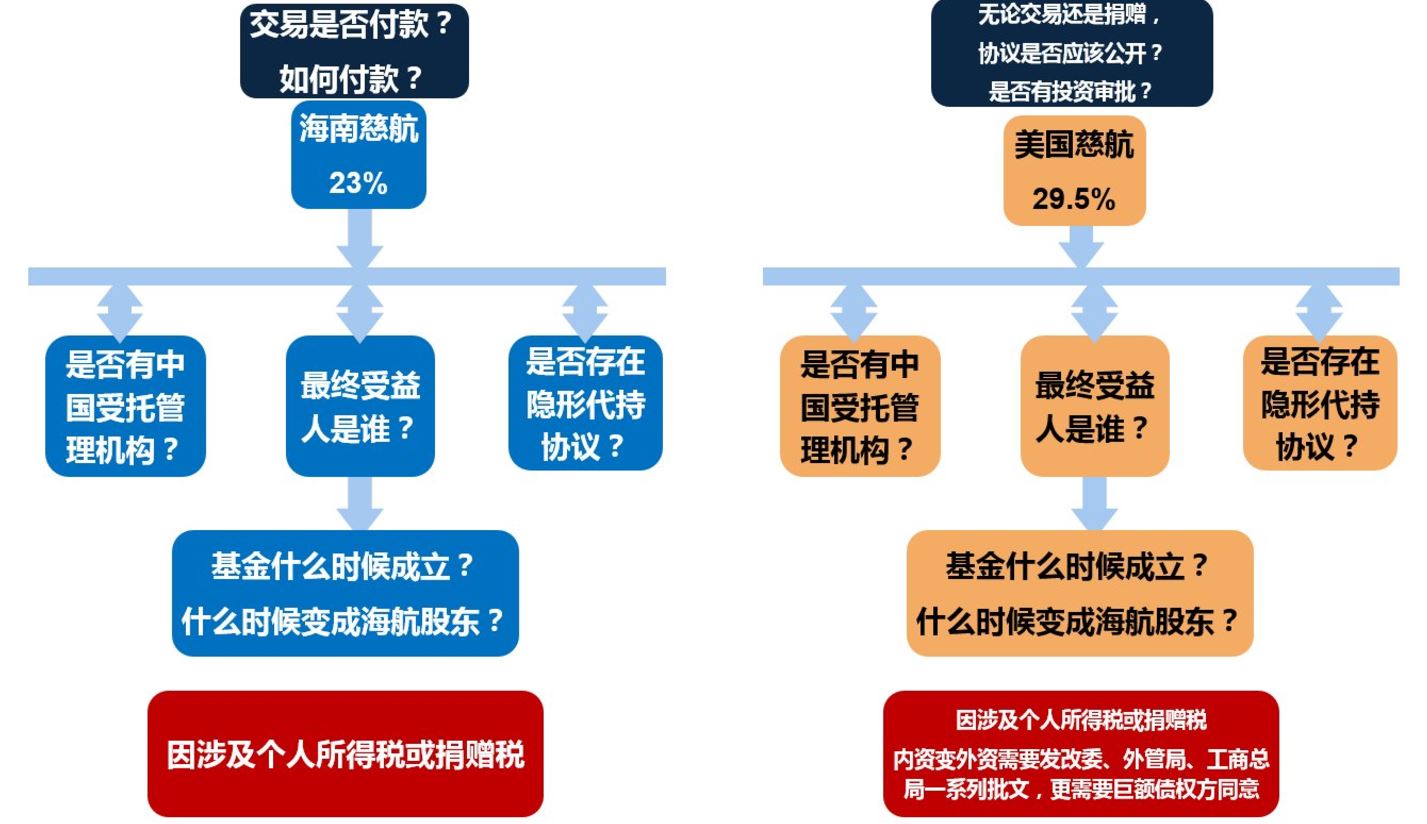 交易是否付款？
如何付款？
海南慈航
23%
是否有中
国受托管
理机构？
最终受益
人是谁？
是否存在
隐形代持
协议？
基金什么时候成立？
什么时候变成海航股东？
因涉及个人所得税或捐赠税
无论交易还是捐赠，
协议是否应该公开？
是否有投资审批？
美国慈航
29.5%
是否有中
国受托管
理机构？
最终受益
人是谁？
是否存在
隐形代持
协议？
基金什么时候成立？
什么时候变成海航股东？
因涉及个人所得税或捐赠税
内资变外资需要发改委、外管局、工商总
局一系列批文，更需要巨额债权方同意